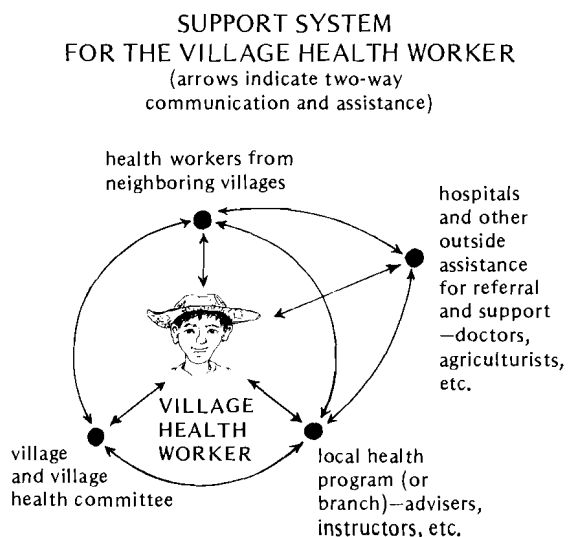 SUPPORT SYSTEM
FOR THE VILLAGE HEALTH WORKER
(arrows indicate two-way
communication and assistance)
health workers from
neighboring villages
hospitals
and other
outside
assistance
for referral
and support
—doctors,
agriculturists,
etc.
VILLAGE
HEALTH
WORKER
village
and village
health committee
local health
program (or
branch)—advisers,
instructors, etc.